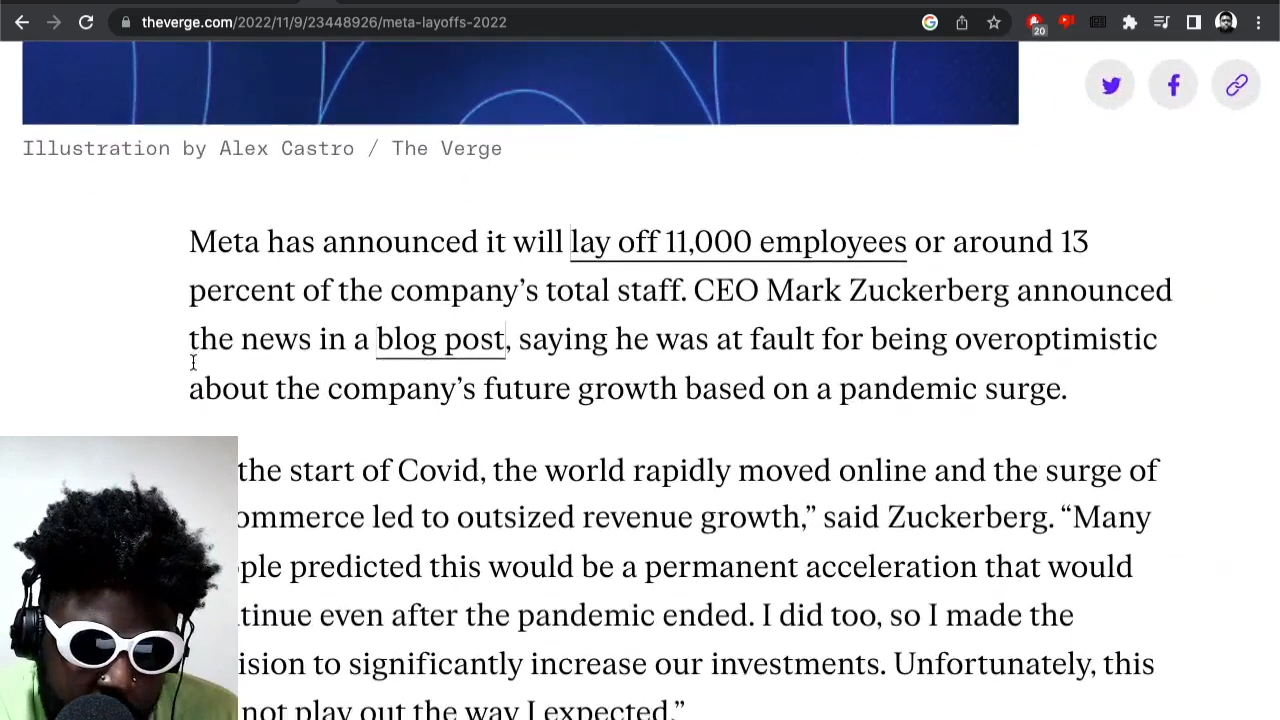 theverge.com/2022/11/9/23448926/meta-layoffs-2022
20
Illustration by Alex Castro / The Verge
Meta has announced it will lay off 11,000 employees or around 13
percent of the company’s total staff. CEO Mark Zuckerberg announced
the news in a blog post, saying he was at fault for being overoptimistic
about the company’s future growth based on a pandemic surge.
the start of Covid, the world rapidly moved online and the surge of
ommerce led to outsized revenue growth,” said Zuckerberg. “Many
ple predicted this would be a permanent acceleration that would
tinue even after the pandemic ended. I did too, so I made the
ision to significantly increase our investments. Unfortunately, this
not play out the way I expected.”